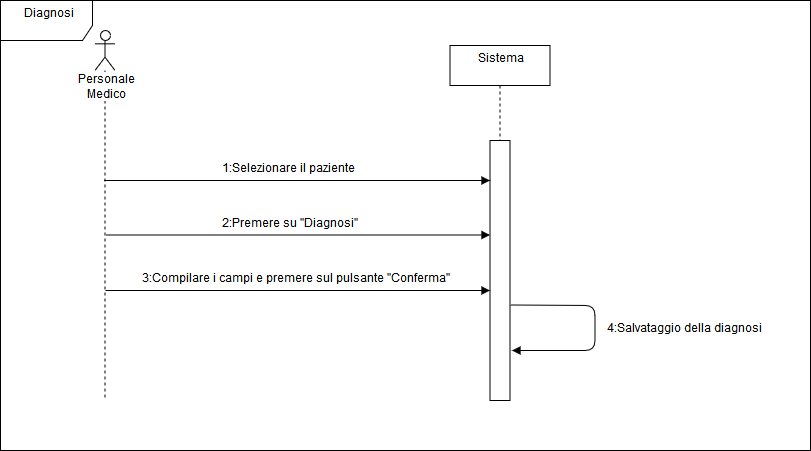 Diagnosi
Sistema
Personale
Medico
1:Selezionare il paziente
2:Premere su "Diagnosi"
3:Compilare i campi e premere sul pulsante "Conferma"
4:Salvataggio della diagnosi